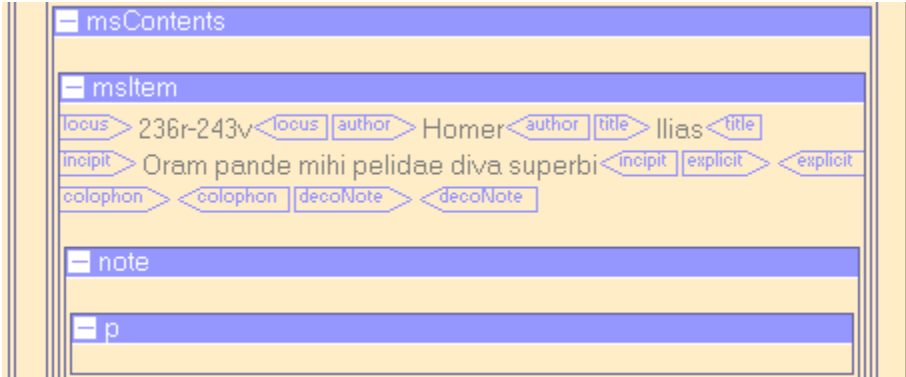 msContents
msItem
locus 236r-243v locus author Homer author title Ilias title
incipit Oram pande mihi pelidae diva superbi incipit explicit explicit
colophon colophon decoNote decoNote
note
p